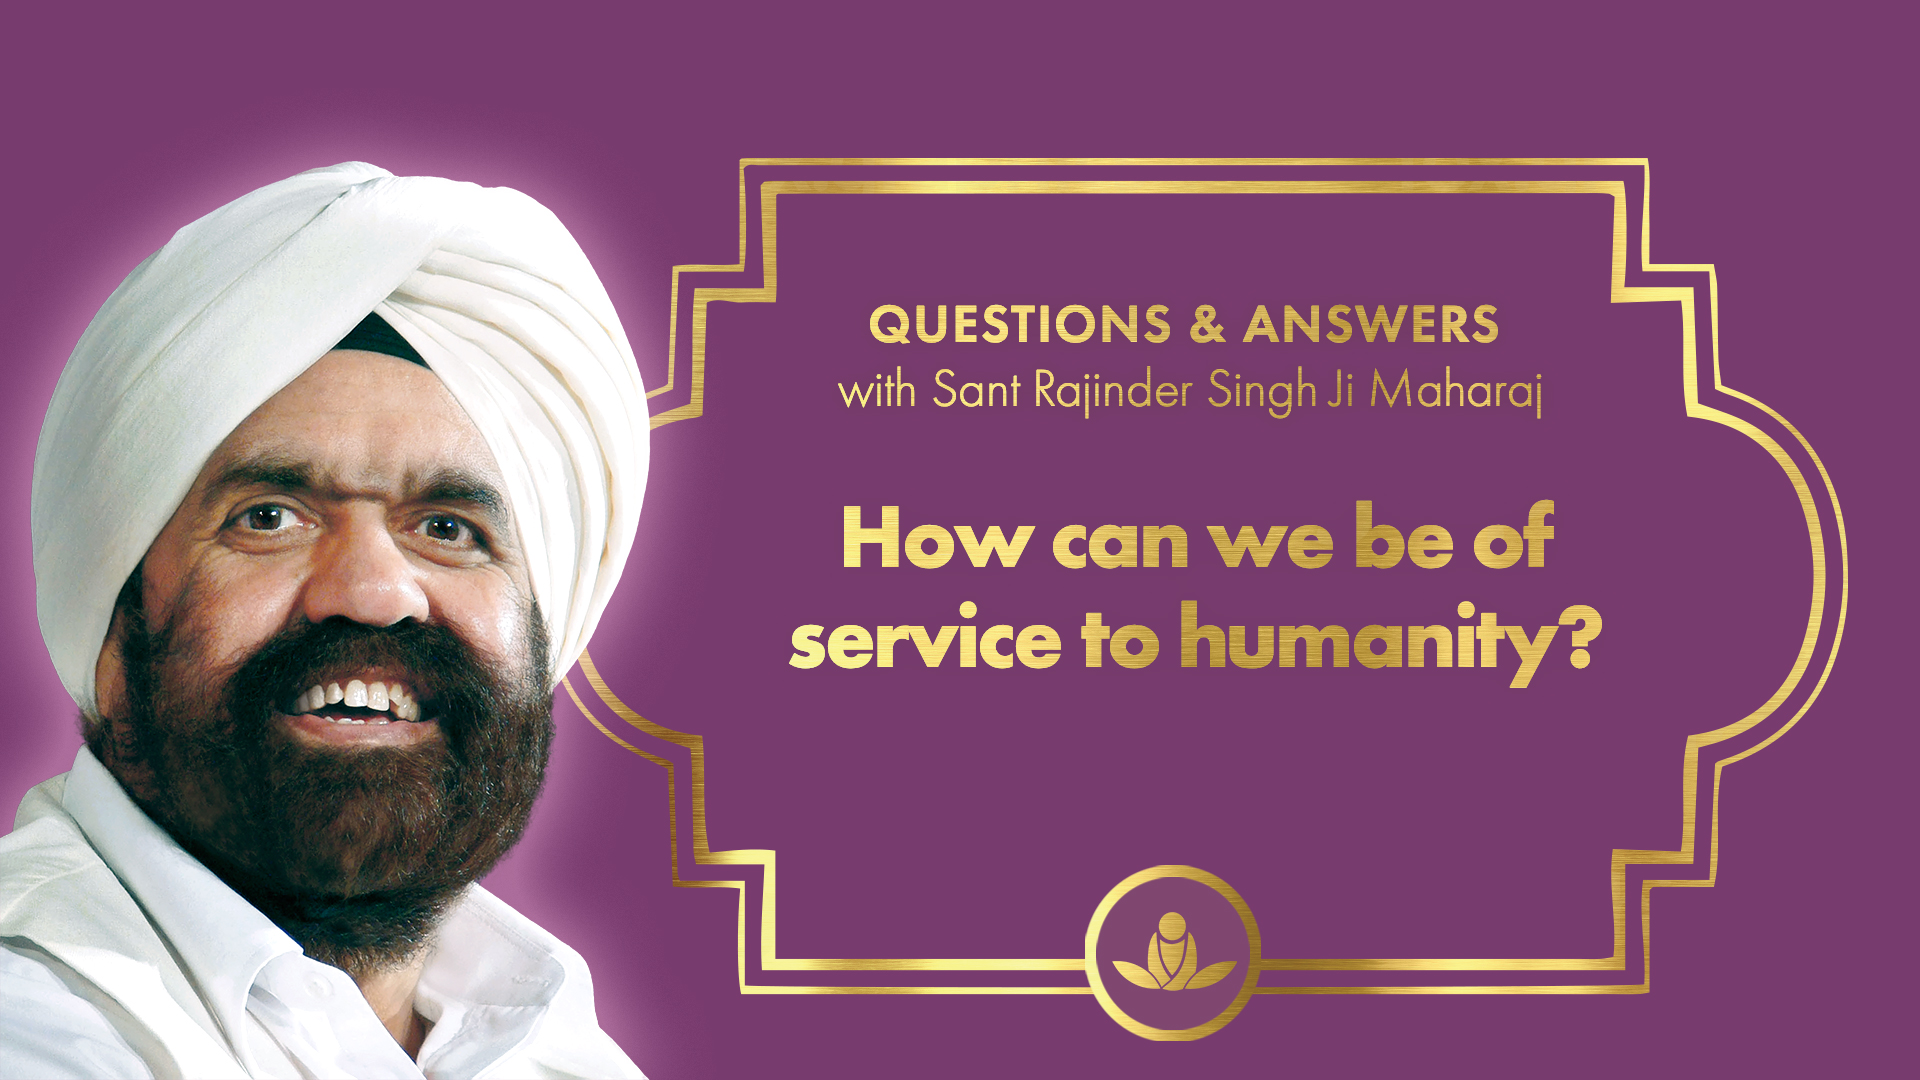 QUESTIONS & ANSWERS
with Sant Rajinder Singh Ji Maharaj
How can we be of
service to humanity?